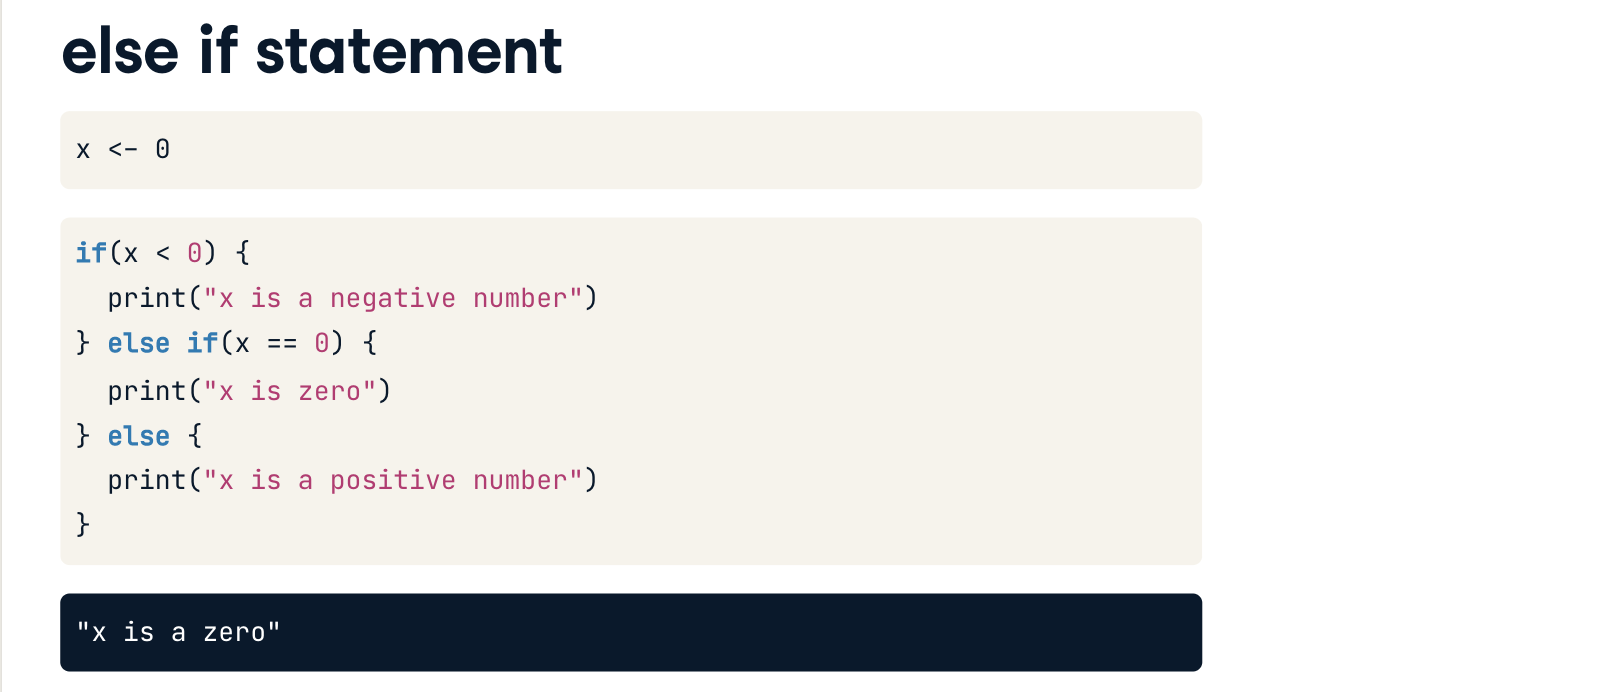 else if statement
x <- 0
if(x < 0) {
  print("x is a negative number")
} else if(x == 0) {
  print("x is zero")
} else {
  print("x is a positive number")
}
"x is a zero"